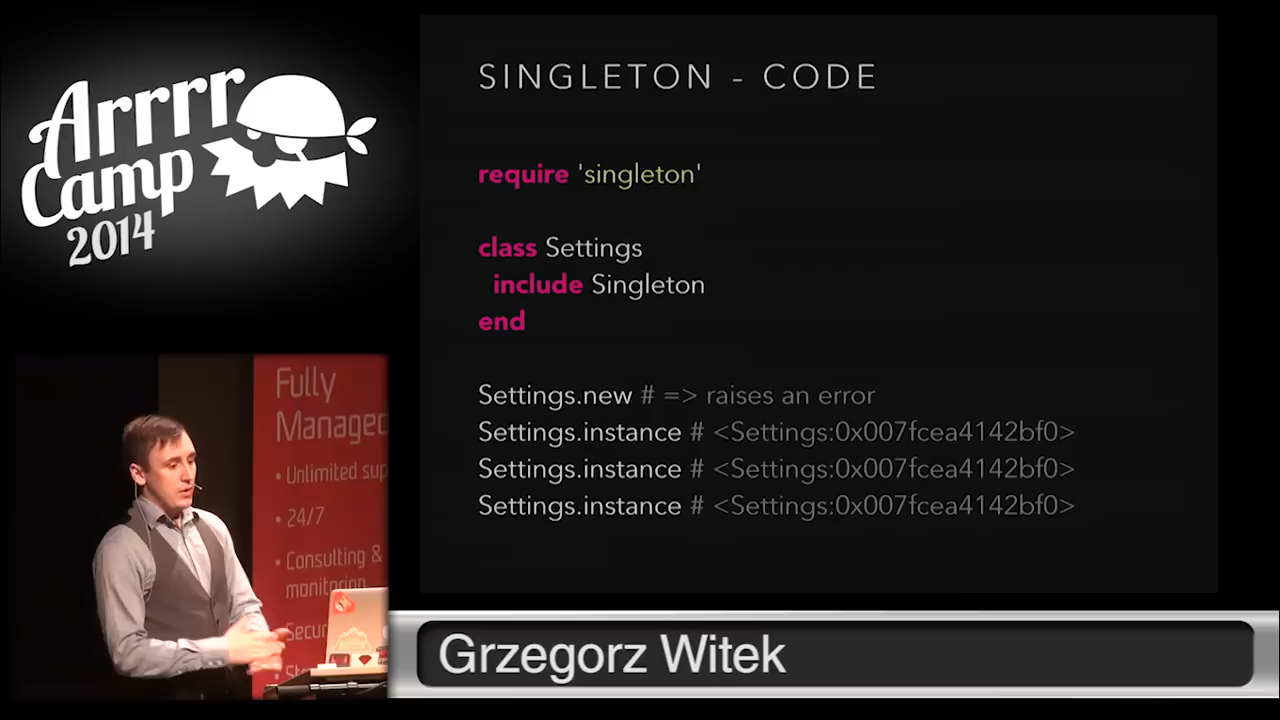 Arrrr
Camp
2014
SINGLETON - CODE
require 'singleton'
class Settings
include Singleton
end
Settings.new # => raises an error
Settings.instance # <Settings:0x007fcea4142bf0>
Settings.instance # <Settings:0x007fcea4142bf0>
Settings.instance # <Settings:0x007fcea4142bf0>
Fully
Managed
• Unlimited sup
• 24/7
• Consulting &
monitoring
Secur
Grzegorz Witek